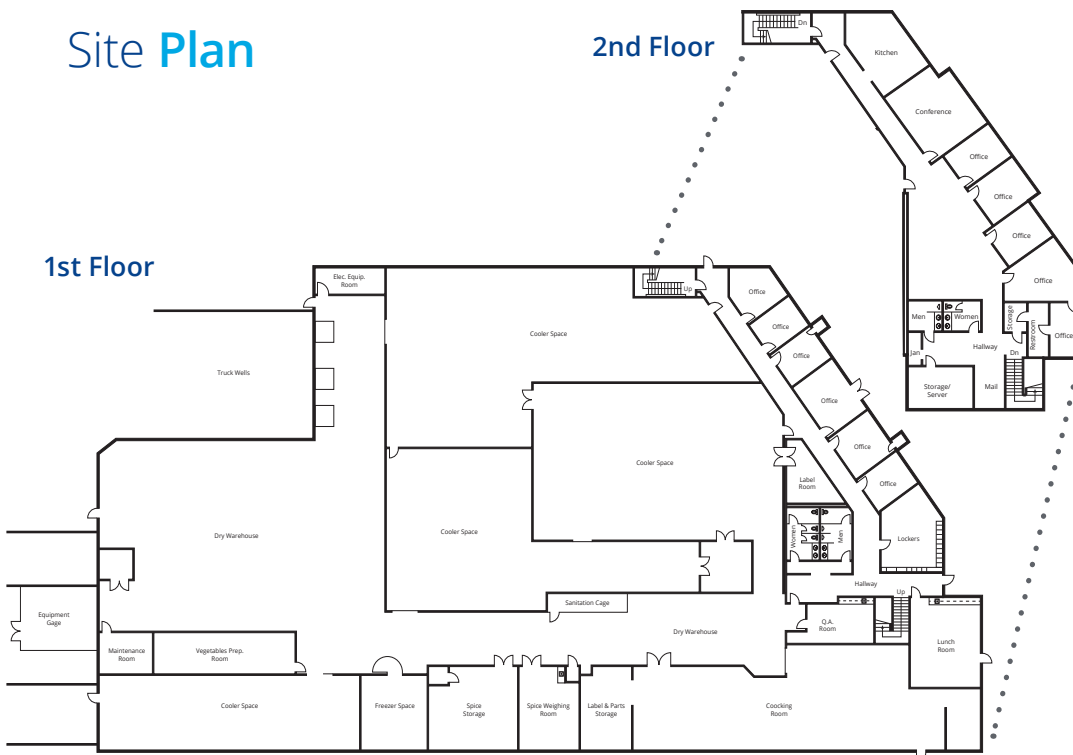 Site Plan
2nd Floor
Dn
Kitchen
Conference
Office
Office
Office
Office
Men
Women
Storage
Restroom
Office
Hallway
Jan
Dn
Storage/
Server
Mail
1st Floor
Elec. Equip.
Room
Up
Office
Cooler Space
Office
Office
Truck Wells
Office
Office
Cooler Space
Label
Room
Office
Cooler Space
Dry Warehouse
Women
Men
Lockers
Hallway
Up
Equipment
Gage
Sanitation Cage
Q.A.
Room
Dry Warehouse
Lunch
Room
Maintenance
Room
Vegetables Prep.
Room
Cooler Space
Freezer Space
Spice
Storage
Spice Weighing
Room
Label & Parts
Storage
Coocking
Room